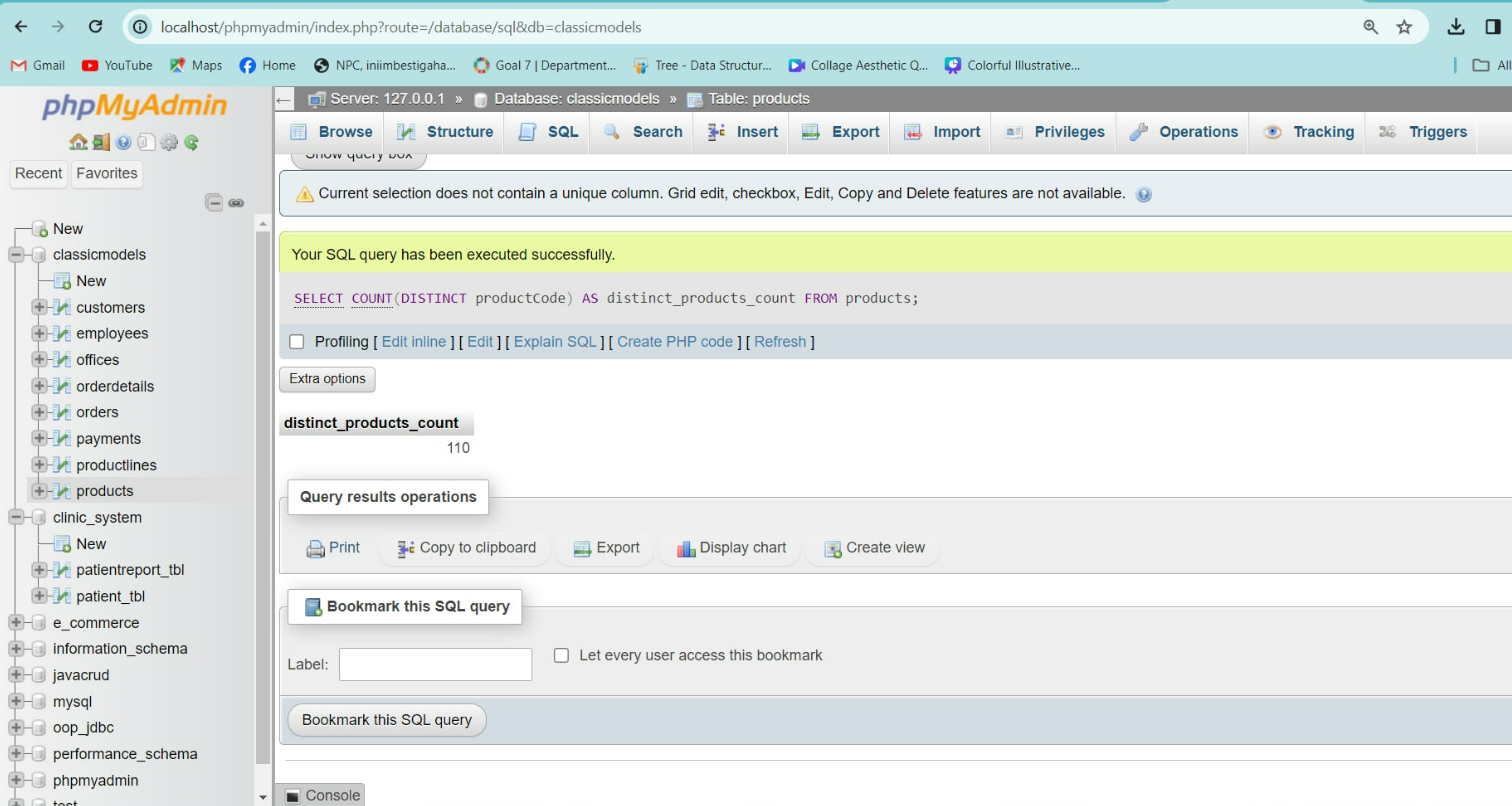 localhost/phpmyadmin/index.php?route=/database/sql&db=classicmodels
Gmail YouTube Maps Home NPC, iniimbestigaha... Goal 7 | Department... Tree - Data Structur... Collage Aesthetic Q... Colorful Illustrative... All
phpMyAdmin
Recent Favorites
New
classicmodels
New
customers
employees
offices
orderdetails
orders
payments
productlines
products
clinic_system
New
patientreport_tbl
patient_tbl
e_commerce
information_schema
javacrud
mysql
oop_jdbc
performance_schema
phpmyadmin
test
Server: 127.0.0.1 » Database: classicmodels » Table: products
Browse Structure SQL Search Insert Export Import Privileges Operations Tracking Triggers
Show query box
Current selection does not contain a unique column. Grid edit, checkbox, Edit, Copy and Delete features are not available.
Your SQL query has been executed successfully.
SELECT COUNT(DISTINCT productCode) AS distinct_products_count FROM products;
Profiling [ Edit inline ] [ Edit ] [ Explain SQL ] [ Create PHP code ] [ Refresh ]
Extra options
distinct_products_count
110
Query results operations
Print Copy to clipboard Export Display chart Create view
Bookmark this SQL query
Label: Let every user access this bookmark
Bookmark this SQL query
Console